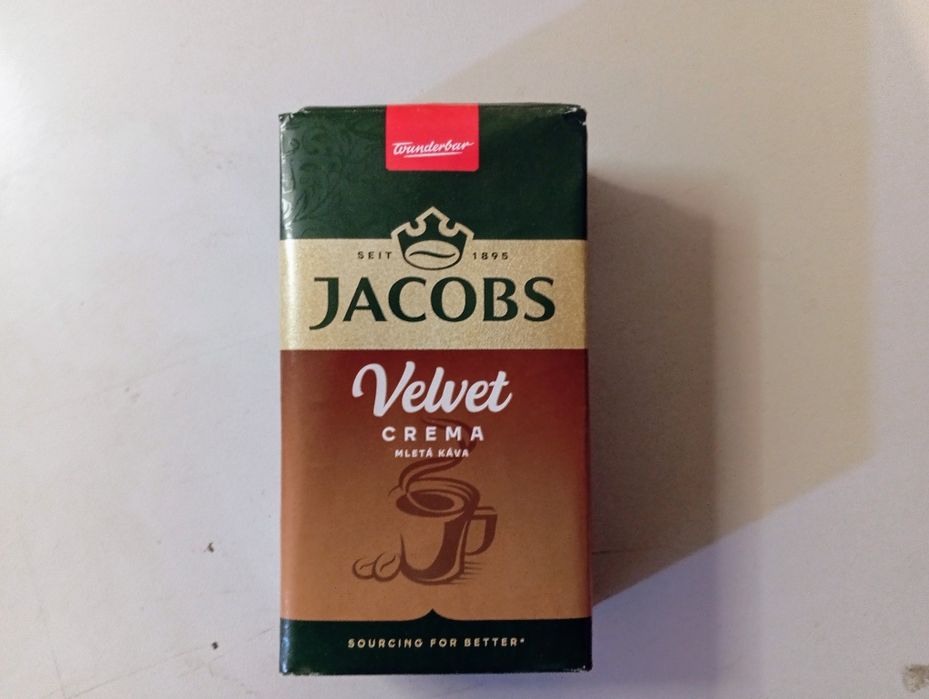 wunderbar
SEIT 1895
JACOBS
Velvet
CREMA
MLETÁ KÁVA
SOURCING FOR BETTER*